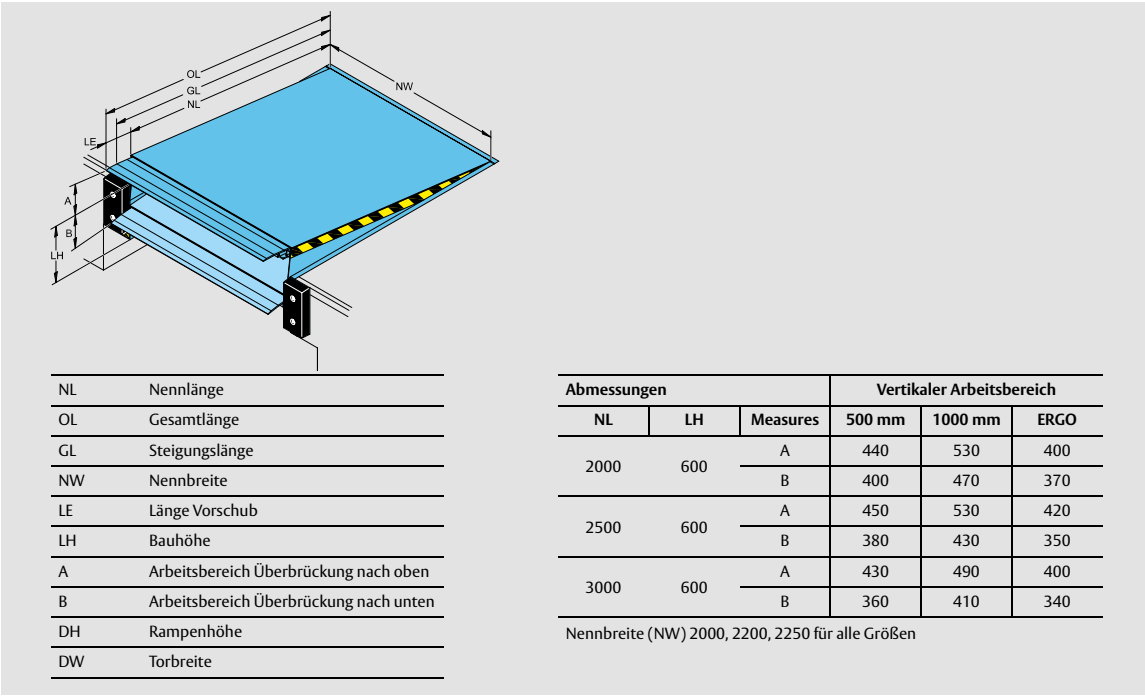 OL
GL
NL
NW
LE
A
B
LH
NL Nennlänge
OL Gesamtlänge
GL Steigungslänge
NW Nennbreite
LE Länge Vorschub
LH Bauhöhe
A Arbeitsbereich Überbrückung nach oben
B Arbeitsbereich Überbrückung nach unten
DH Rampenhöhe
DW Torbreite
Abmessungen Vertikaler Arbeitsbereich
NL LH Measures 500 mm 1000 mm ERGO
2000 600 A 440 530 400
B 400 470 370
2500 600 A 450 530 420
B 380 430 350
3000 600 A 430 490 400
B 360 410 340
Nennbreite (NW) 2000, 2200, 2250 für alle Größen